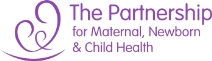 The Partnership
for Maternal, Newborn
& Child Health